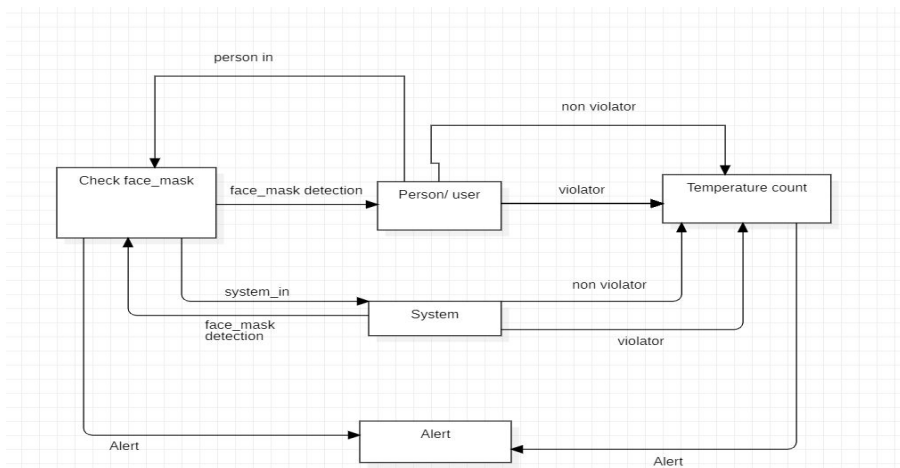 person in
non violator
Check face_mask
face_mask detection
Person/ user
violator
Temperature count
system_in
non violator
System
face_mask
detection
violator
Alert
Alert
Alert